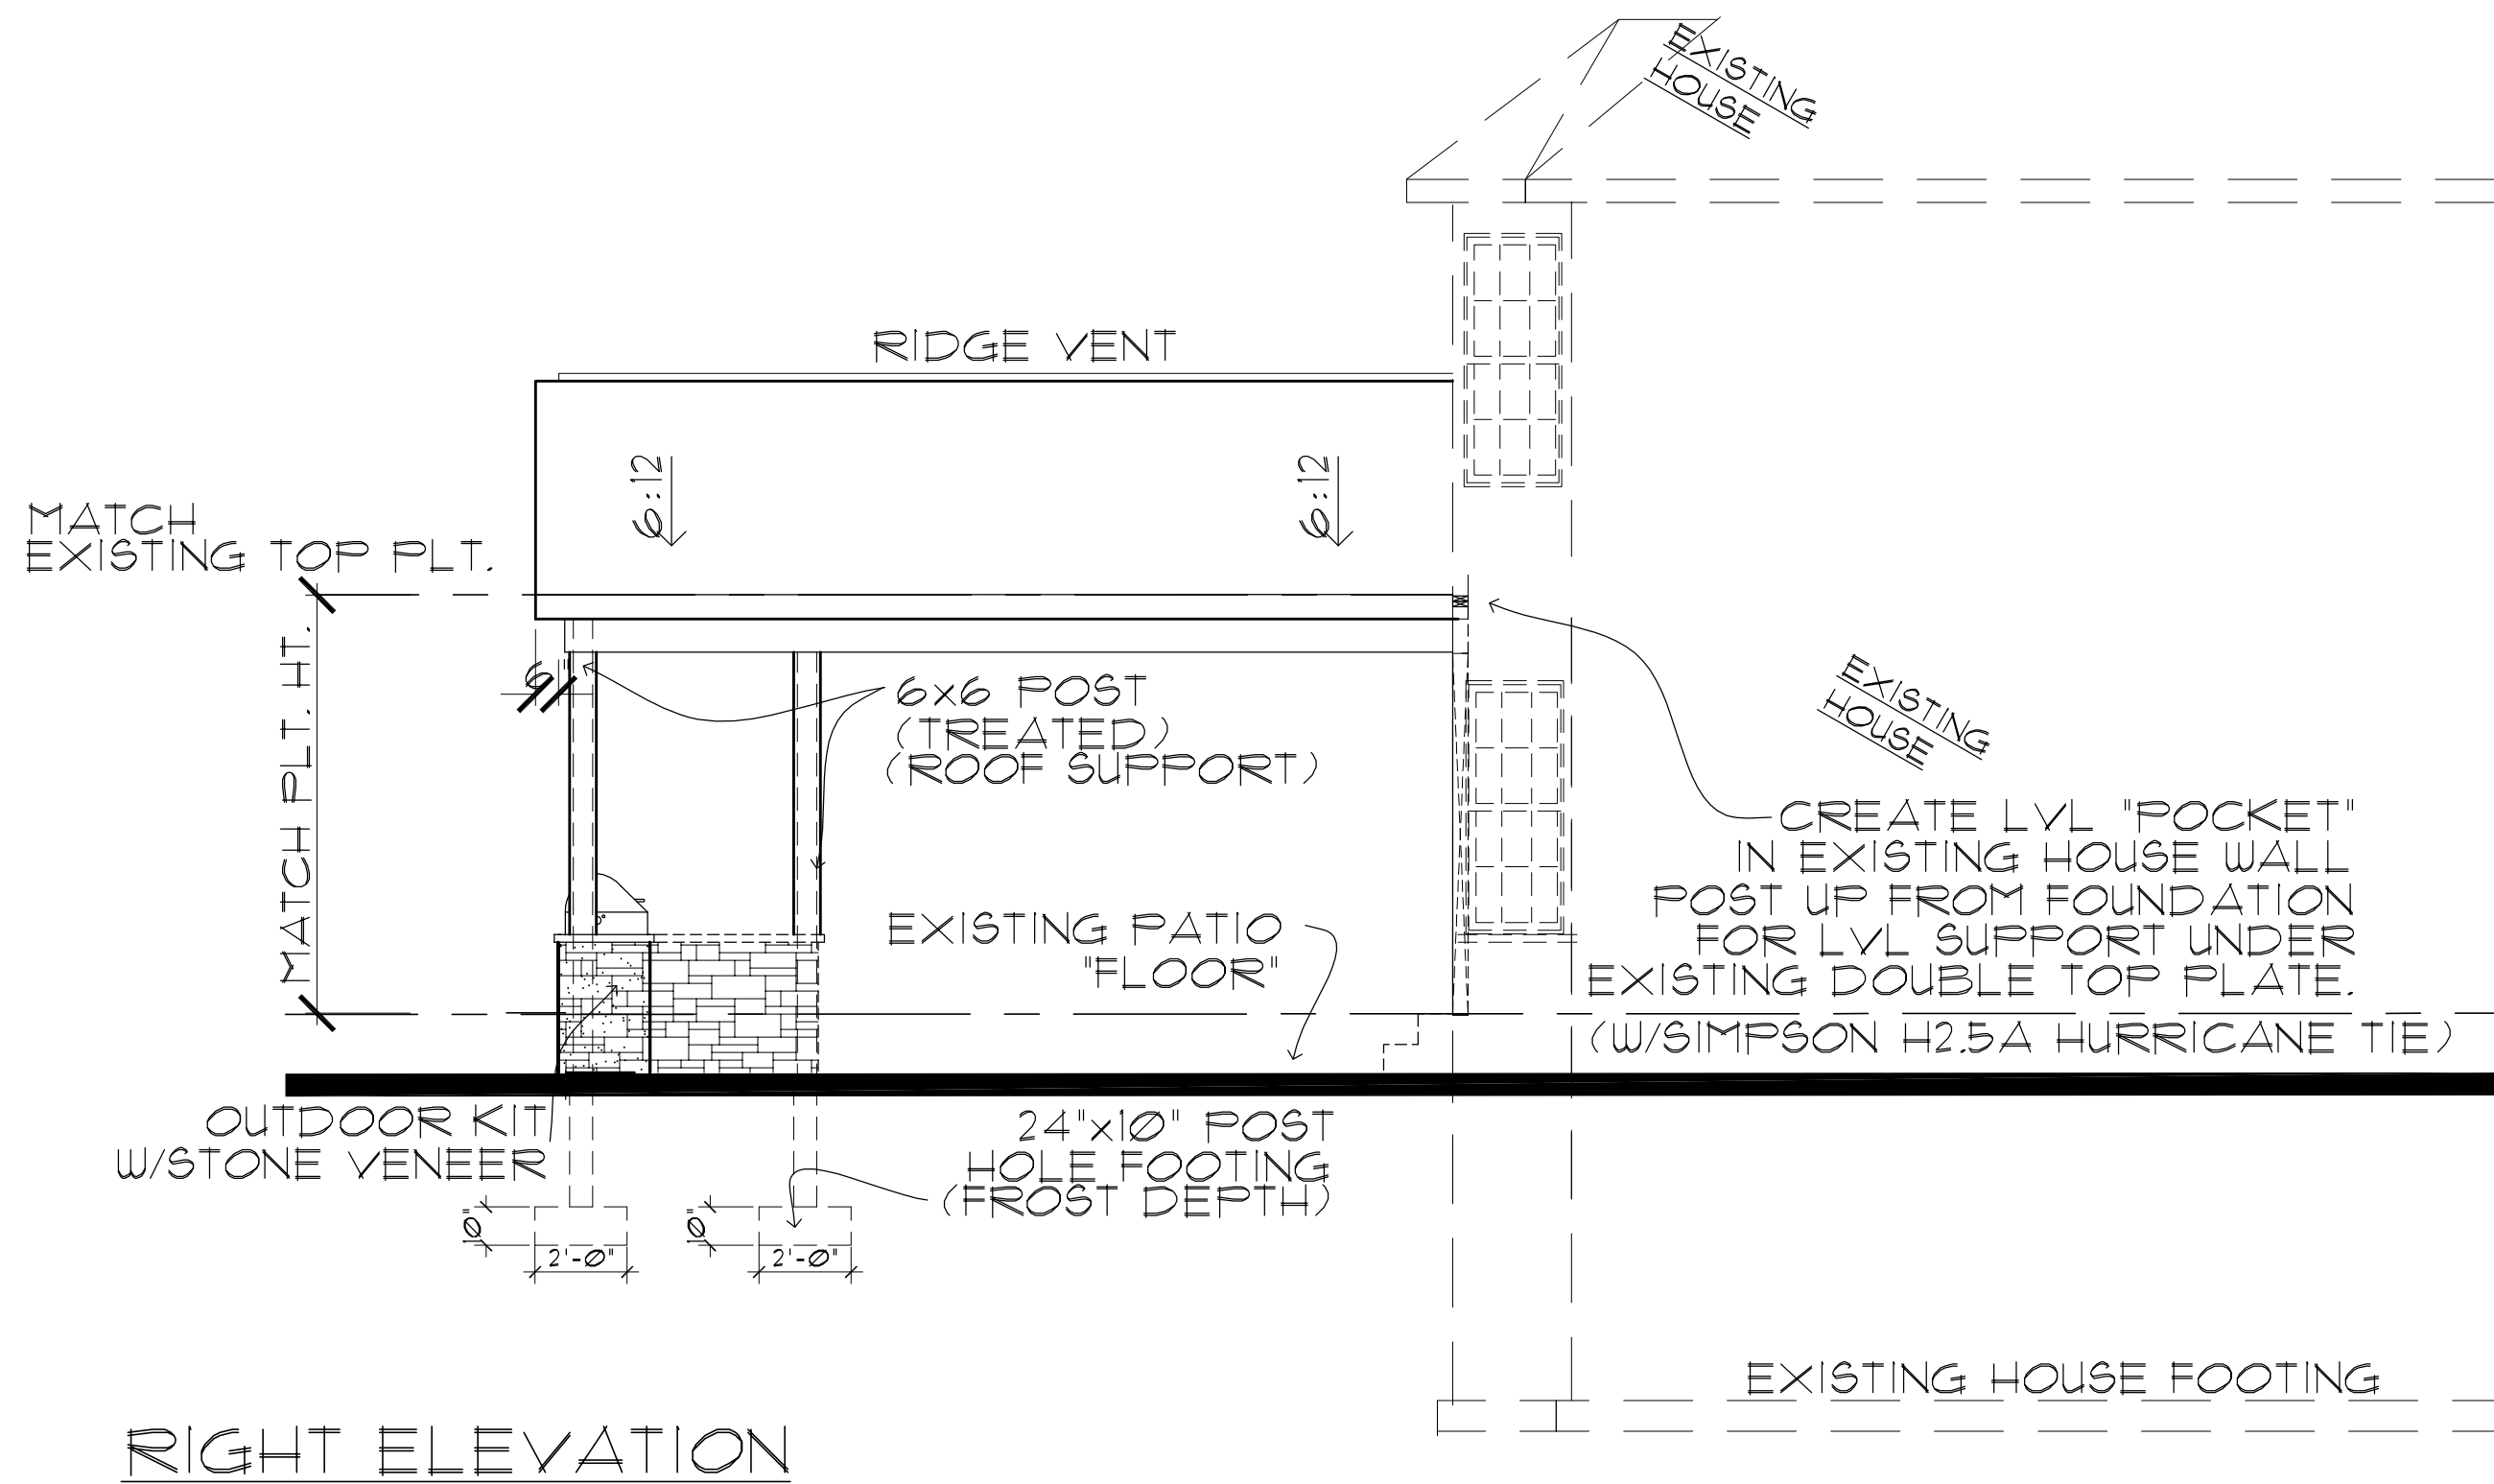 EXISTING
HOUSE
RIDGE VENT
6:12
6:12
MATCH
EXISTING TOP PLT.
MATCH PLT. HT.
6"
6x6 POST
(TREATED)
(ROOF SUPPORT)
EXISTING
HOUSE
CREATE LVL "POCKET"
IN EXISTING HOUSE WALL
POST UP FROM FOUNDATION
FOR LVL SUPPORT UNDER
EXISTING DOUBLE TOP PLATE.
(W/SIMPSON H2.5A HURRICANE TIE)
EXISTING PATIO
"FLOOR"
OUTDOOR KIT
W/STONE VENEER
24"x10" POST
HOLE FOOTING
(FROST DEPTH)
10"
2'-0"
10"
2'-0"
EXISTING HOUSE FOOTING
RIGHT ELEVATION